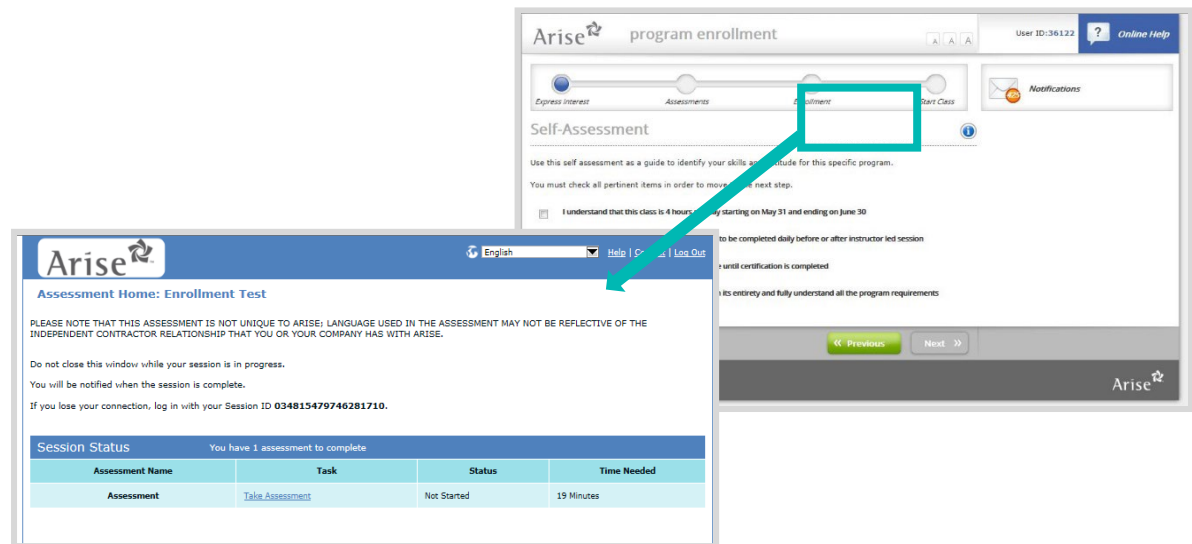 Arise
program enrollment
A A A
User ID:36122
? Online Help
Express Interest
Assessments
Start Class
Notifications
Self-Assessment
Use this self assessment as a guide to identify your skills for this specific program.
You must check all pertinent items in order to move next step.
I understand that this class is 4 hours starting on May 31 and ending on June 30
to be completed daily before or after instructor led session
until certification is completed
its entirety and fully understand all the program requirements
« Previous
Next »
Arise
Arise
English
Help | | Log Out
Assessment Home: Enrollment Test
PLEASE NOTE THAT THIS ASSESSMENT IS NOT UNIQUE TO ARISE; LANGUAGE USED IN THE ASSESSMENT MAY NOT BE REFLECTIVE OF THE
INDEPENDENT CONTRACTOR RELATIONSHIP THAT YOU OR YOUR COMPANY HAS WITH ARISE.
Do not close this window while your session is in progress.
You will be notified when the session is complete.
If you lose your connection, log in with your Session ID 034815479746281710.
Session Status You have 1 assessment to complete
Assessment Name Task Status Time Needed
Assessment Take Assessment Not Started 19 Minutes